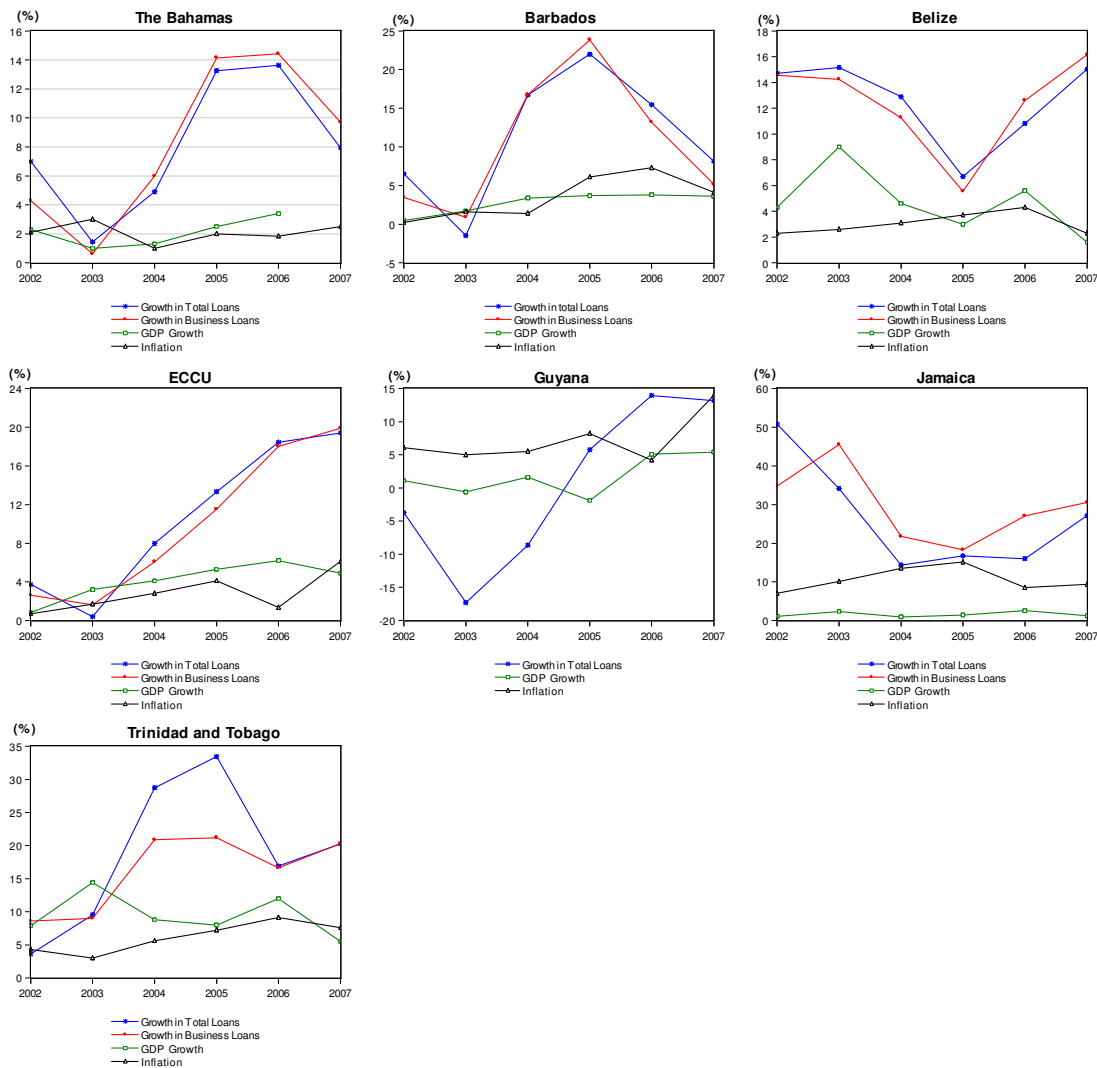 (%)
The Bahamas
16
14
12
10
8
6
4
2
0
2002 2003 2004 2005 2006 2007
Growth in Total Loans
Growth in Business Loans
GDP Growth
Inflation
(%)
Barbados
25
20
15
10
5
0
-5
2002 2003 2004 2005 2006 2007
Growth in total Loans
Growth in Business Loans
GDP Growth
Inflation
(%)
Belize
18
16
14
12
10
8
6
4
2
0
2002 2003 2004 2005 2006 2007
Growth in Total Loans
Growth in Business Loans
GDP Growth
Inflation
(%)
ECCU
24
20
16
12
8
4
0
2002 2003 2004 2005 2006 2007
Growth in Total Loans
Growth in Business Loans
GDP Growth
Inflation
(%)
Guyana
15
10
5
0
-5
-10
-15
-20
2002 2003 2004 2005 2006 2007
Growth in Total Loans
GDP Growth
Inflation
(%)
Jamaica
60
50
40
30
20
10
0
2002 2003 2004 2005 2006 2007
Growth in Total Loans
Growth in Business Loans
GDP Growth
Inflation
(%)
Trinidad and Tobago
35
30
25
20
15
10
5
0
2002 2003 2004 2005 2006 2007
Growth in Total Loans
Growth in Business Loans
GDP Growth
Inflation